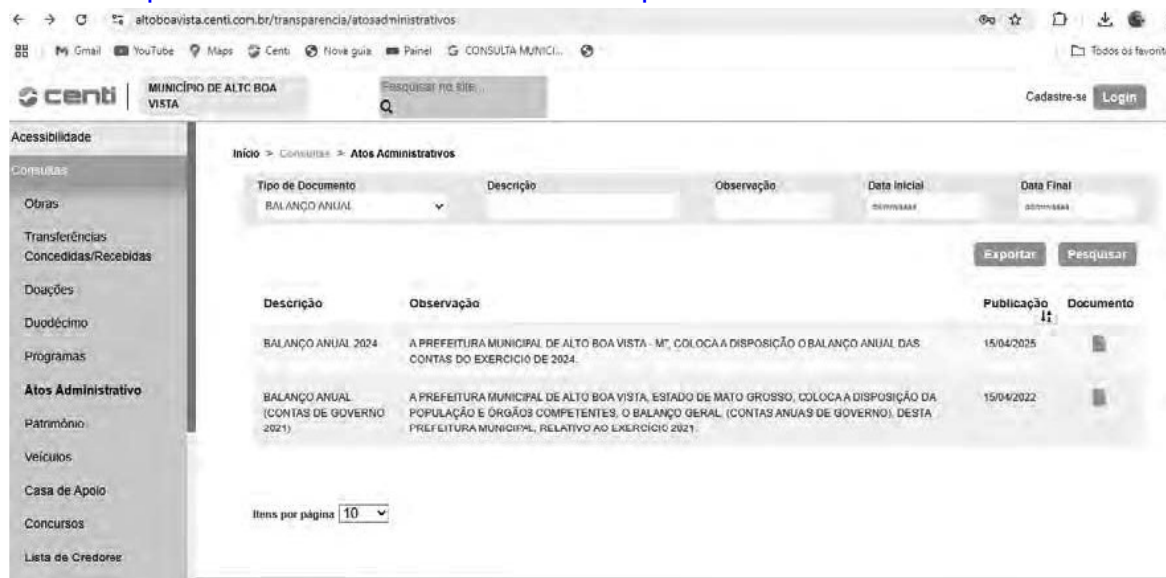 altoboavista.centi.com.br/transparencia/atosadministrativos
Gmail YouTube Maps Centi Nova guia Painel CONSULTA MUNICI... Todos os favorit
centi MUNICÍPIO DE ALTC BOA VISTA Pesquisar no site... Cadastre-se Login
Acessibilidade
Início > Consultas > Atos Administrativos
Consultas
Tipo de Documento Descrição Observação Data Inicial Data Final
BALANÇO ANUAL
Obras
Transferências
Concedidas/Recebidas
Exportar Pesquisar
Doações
Descrição Observação Publicação Documento
Duodécimo
BALANÇO ANUAL 2024 A PREFEITURA MUNICIPAL DE ALTO BOA VISTA - MT, COLOCA A DISPOSIÇÃO O BALANÇO ANUAL DAS 15/04/2025
CONTAS DO EXERCICIO DE 2024.
Programas
Atos Administrativo
BALANÇO ANUAL A PREFEITURA MUNICIPAL DE ALTO BOA VISTA, ESTADO DE MATO GROSSO, COLOCA A DISPOSIÇÃO DA 15/04/2022
(CONTAS DE GOVERNO POPULAÇÃO E ÓRGÃOS COMPETENTES, O BALANÇO GERAL, (CONTAS ANUAS DE GOVERNO), DESTA
2021) PREFEITURA MUNICIPAL, RELATIVO AO EXERCÍCIO 2021.
Patrimônio
Veículos
Casa de Apoio
Itens por página 10
Concursos
Lista de Credores